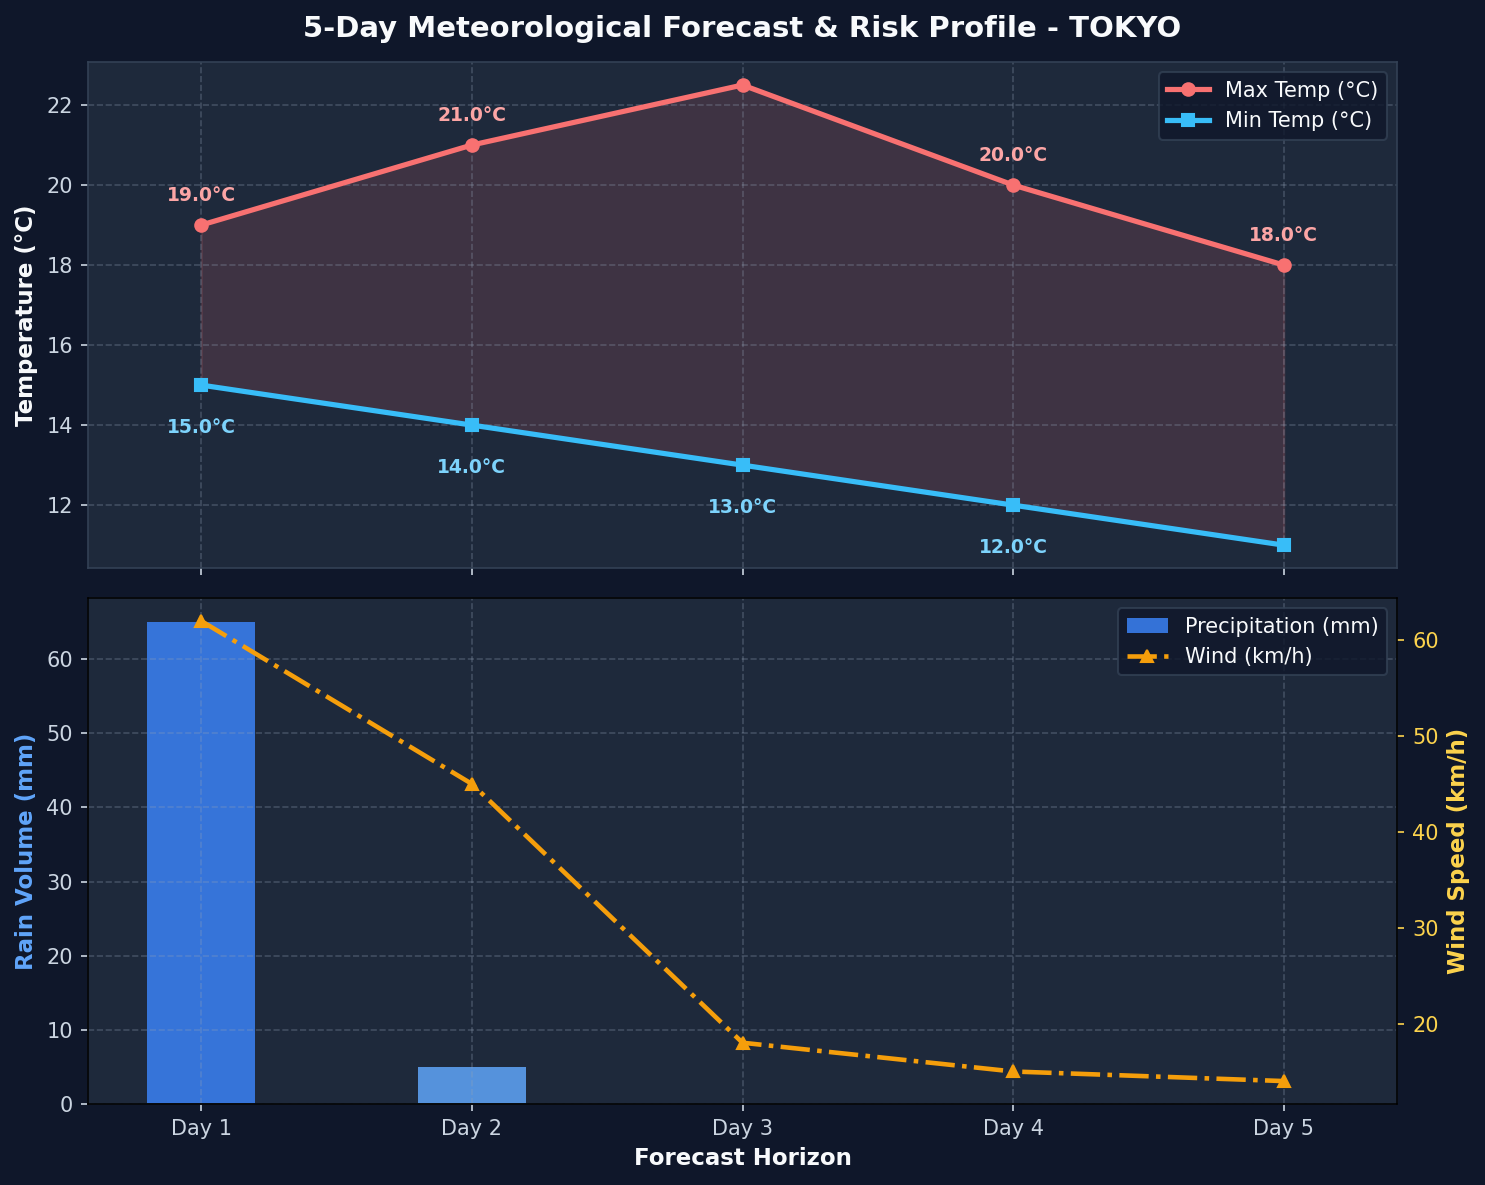 5-Day Meteorological Forecast & Risk Profile - TOKYO
Temperature (°C)
22
20
18
16
14
12
19.0°C
21.0°C
20.0°C
18.0°C
15.0°C
14.0°C
13.0°C
12.0°C
Max Temp (°C)
Min Temp (°C)
Rain Volume (mm)
60
50
40
30
20
10
0
Precipitation (mm)
Wind (km/h)
60
50
40
30
20
Wind Speed (km/h)
Day 1
Day 2
Day 3
Day 4
Day 5
Forecast Horizon